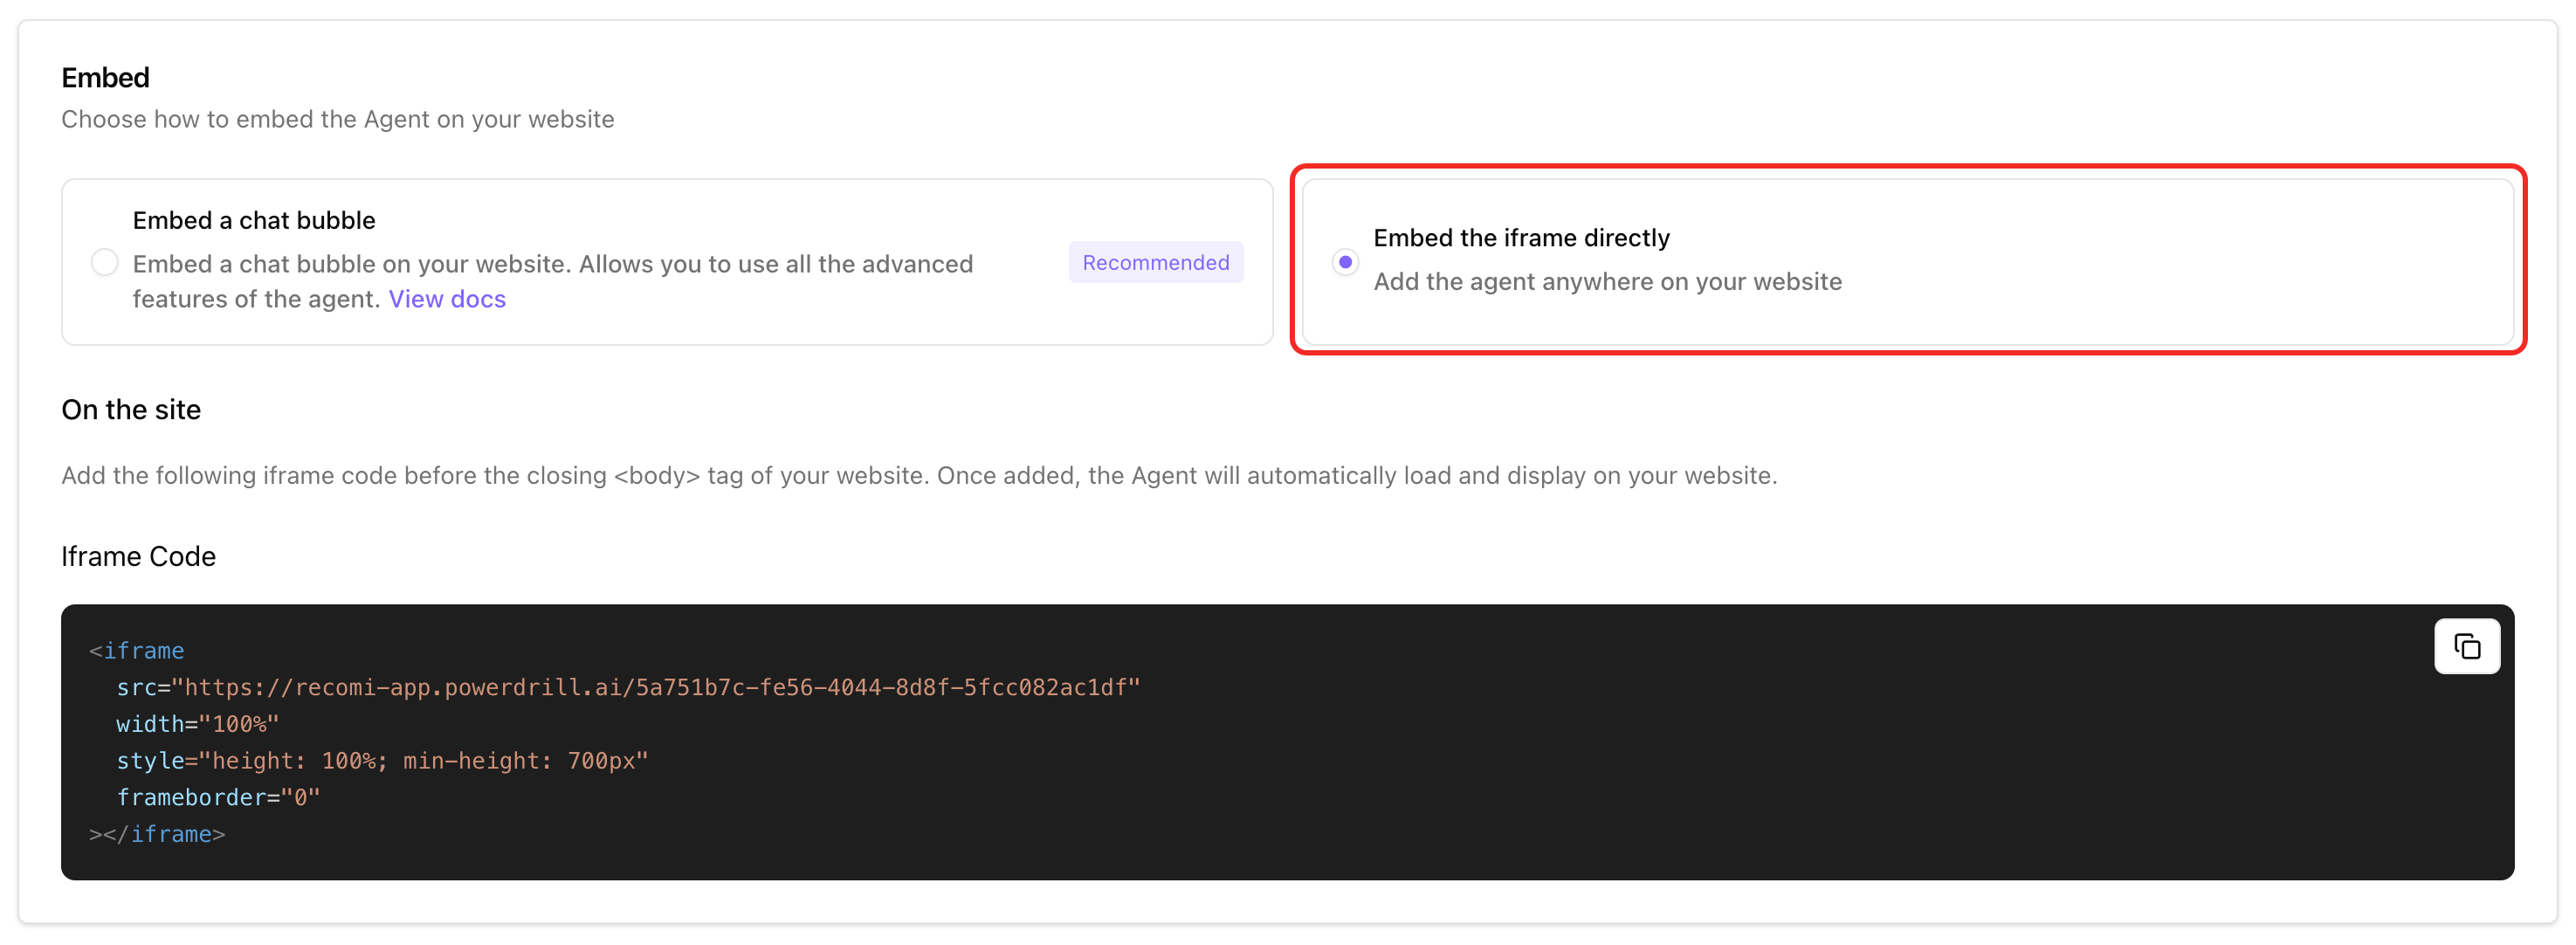 Embed
Choose how to embed the Agent on your website
Embed a chat bubble
Embed a chat bubble on your website. Allows you to use all the advanced
features of the agent. View docs
Recommended
Embed the iframe directly
Add the agent anywhere on your website
On the site
Add the following iframe code before the closing <body> tag of your website. Once added, the Agent will automatically load and display on your website.
Iframe Code
<iframe
  src="https://recomi-app.powerdrill.ai/5a751b7c-fe56-4044-8d8f-5fcc082ac1df"
  width="100%"
  style="height: 100%; min-height: 700px"
  frameborder="0"
></iframe>